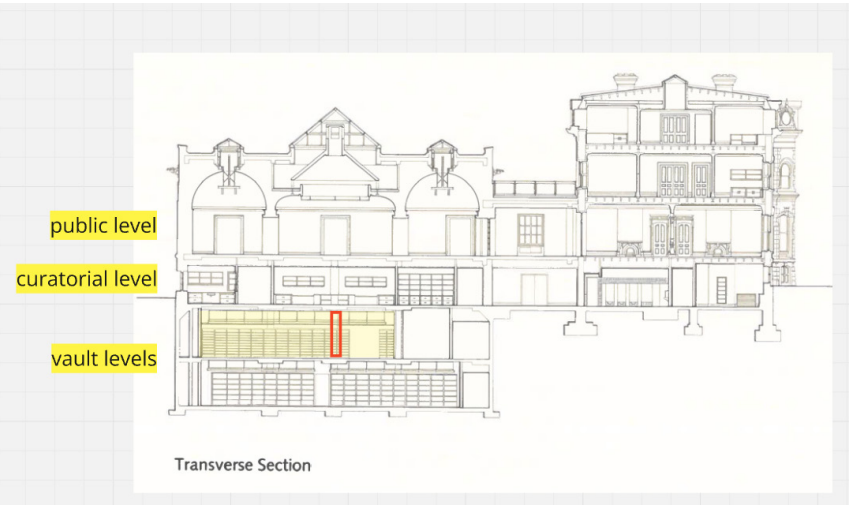 public level
curatorial level
vault levels
Transverse Section